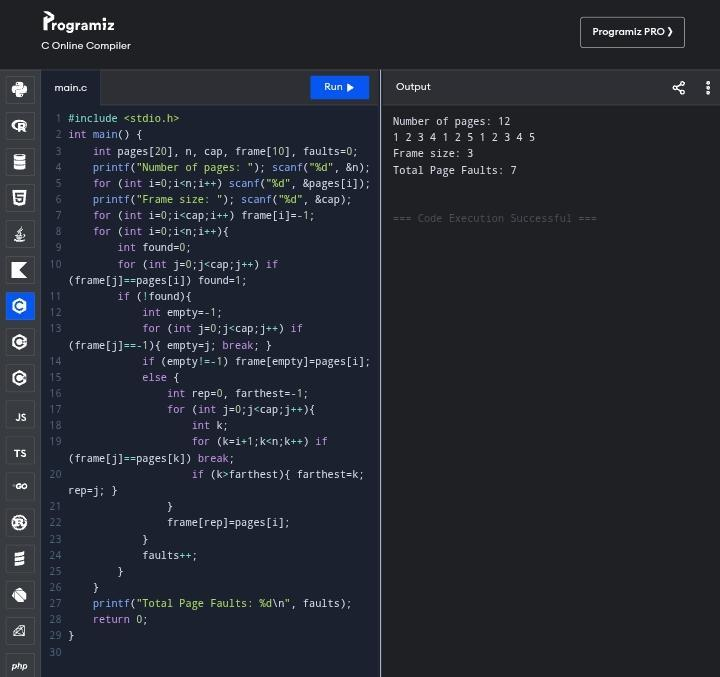 Programiz
C Online Compiler
Programiz PRO ❯
main.c
Run
Output
1 #include <stdio.h>
2 int main() {
3     int pages[20], n, cap, frame[10], faults=0;
4     printf("Number of pages: "); scanf("%d", &n);
5     for (int i=0;i<n;i++) scanf("%d", &pages[i]);
6     printf("Frame size: "); scanf("%d", &cap);
7     for (int i=0;i<cap;i++) frame[i]=-1;
8     for (int i=0;i<n;i++){
9         int found=0;
10         for (int j=0;j<cap;j++) if
(frame[j]==pages[i]) found=1;
11         if (!found){
12             int empty=-1;
13             for (int j=0;j<cap;j++) if
(frame[j]==-1){ empty=j; break; }
14             if (empty!=-1) frame[empty]=pages[i];
15             else {
16                 int rep=0, farthest=-1;
17                 for (int j=0;j<cap;j++){
18                     int k;
19                     for (k=i+1;k<n;k++) if
(frame[j]==pages[k]) break;
20                     if (k>farthest){ farthest=k;
rep=j; }
21                 }
22                 frame[rep]=pages[i];
23             }
24             faults++;
25         }
26     }
27     printf("Total Page Faults: %d\n", faults);
28     return 0;
29 }
30
Number of pages: 12
1 2 3 4 1 2 5 1 2 3 4 5
Frame size: 3
Total Page Faults: 7
=== Code Execution Successful ===
R
5
C
C
C
JS
TS
GO
php